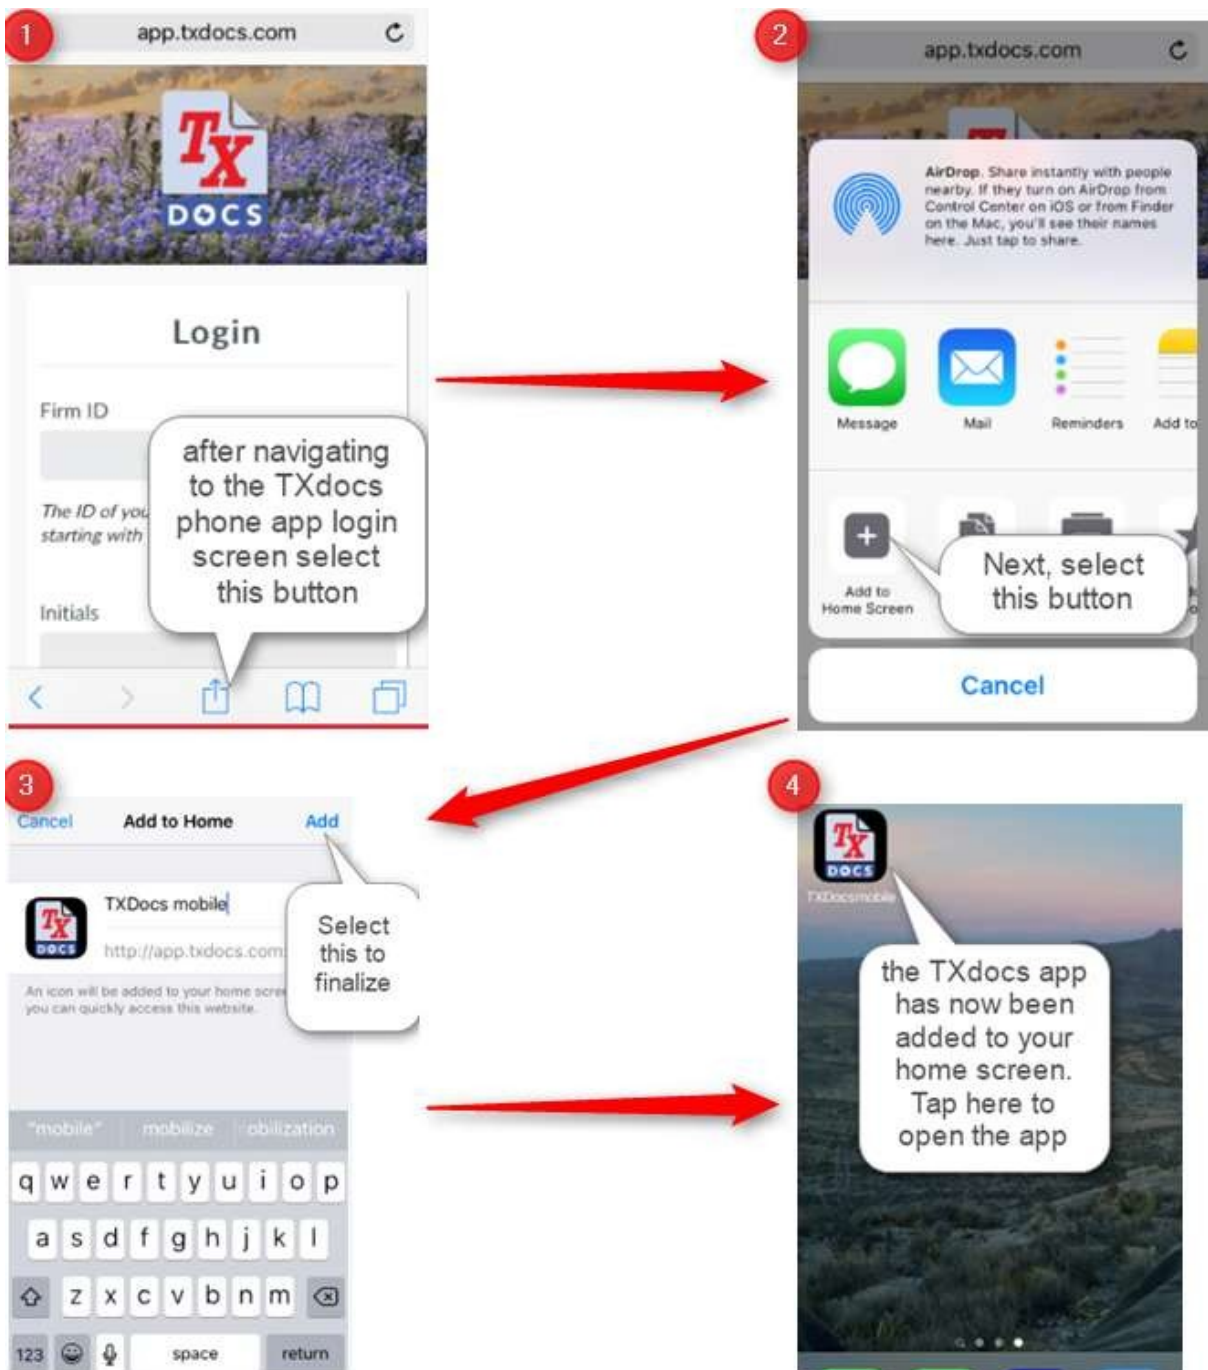 1
app.txdocs.com
TX
DOCS
Login
Firm ID
The ID of you
starting with
after navigating
to the TXdocs
phone app login
screen select
this button
Initials
2
app.txdocs.com
AirDrop. Share instantly with people
nearby. If they turn on AirDrop from
Control Center on iOS or from Finder
on the Mac, you'll see their names
here. Just tap to share.
Message
Mail
Reminders
Add to
Add to
Home Screen
Next, select
this button
Cancel
3
Cancel
Add to Home
Add
TX
DOCS
TXDocs mobile
http://app.txdocs.com
Select
this to
finalize
An icon will be added to your home scree
you can quickly access this website.
"mobile" mobilize obilization
q w e r t y u i o p
a s d f g h j k l
z x c v b n m
123 space return
4
TX
DOCS
TXDocsmobile
the TXdocs app
has now been
added to your
home screen.
Tap here to
open the app